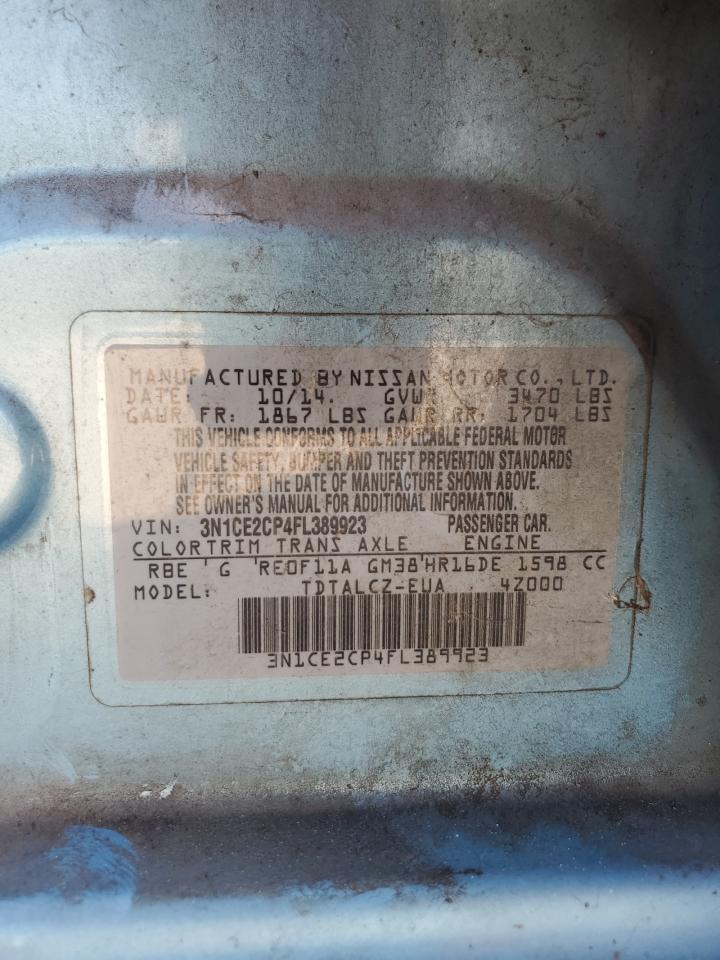 MANUFACTURED BY NISSAN MOTOR CO., LTD.
DATE: 10/14. GVWR 3470 LBS
GAWR FR: 1867 LBS GAWR RR: 1704 LBS
THIS VEHICLE CONFORMS TO ALL APPLICABLE FEDERAL MOTOR
VEHICLE SAFETY, BUMPER AND THEFT PREVENTION STANDARDS
IN EFFECT ON THE DATE OF MANUFACTURE SHOWN ABOVE.
SEE OWNER'S MANUAL FOR ADDITIONAL INFORMATION.
VIN: 3N1CE2CP4FL389923 PASSENGER CAR.
COLOR TRIM TRANS AXLE ENGINE
RBE ' G 'RE0F11A GM38'HR16DE 1598 CC
MODEL: TDTALCZ-EUA 4Z000
3N1CE2CP4FL389923